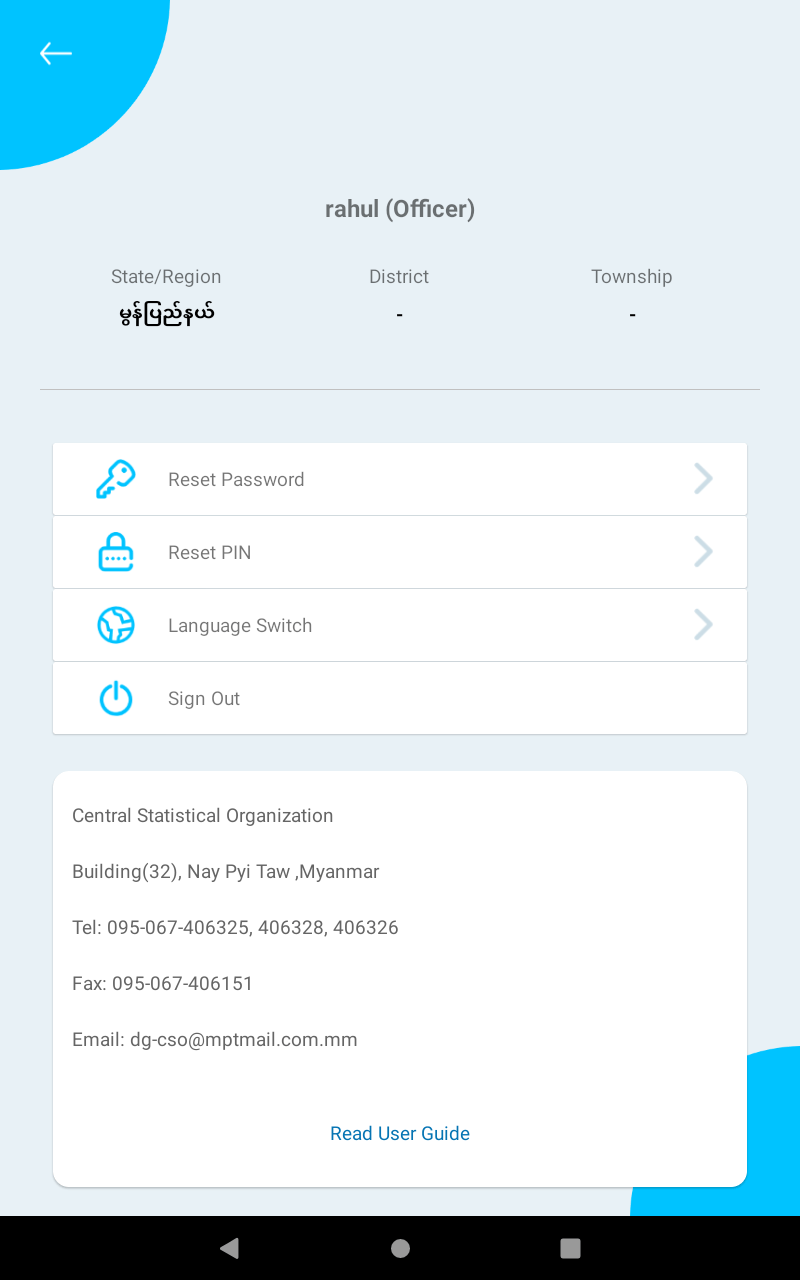 rahul (Officer)
State/Region
District
Township
မွန်ပြည်နယ်
-
-
Reset Password
Reset PIN
Language Switch
Sign Out
Central Statistical Organization
Building(32), Nay Pyi Taw ,Myanmar
Tel: 095-067-406325, 406328, 406326
Fax: 095-067-406151
Email: dg-cso@mptmail.com.mm
Read User Guide